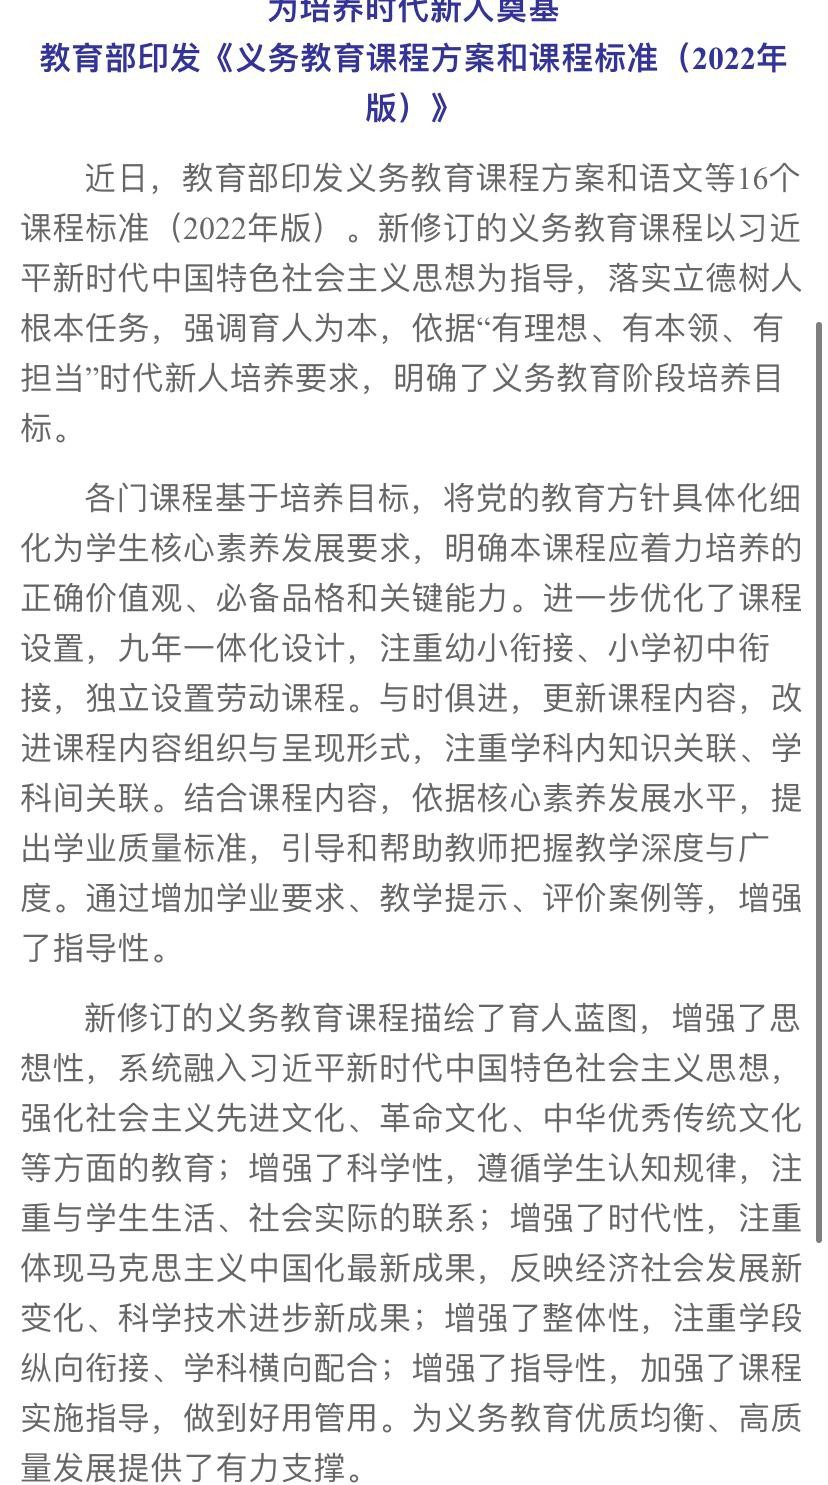 为培养时代新人奠基
教育部印发《义务教育课程方案和课程标准（2022年
版）》
近日，教育部印发义务教育课程方案和语文等16个
课程标准（2022年版）。新修订的义务教育课程以习近
平新时代中国特色社会主义思想为指导，落实立德树人
根本任务，强调育人为本，依据“有理想、有本领、有
担当”时代新人培养要求，明确了义务教育阶段培养目
标。
各门课程基于培养目标，将党的教育方针具体化细
化为学生核心素养发展要求，明确本课程应着力培养的
正确价值观、必备品格和关键能力。进一步优化了课程
设置，九年一体化设计，注重幼小衔接、小学初中衔
接，独立设置劳动课程。与时俱进，更新课程内容，改
进课程内容组织与呈现形式，注重学科内知识关联、学
科间关联。结合课程内容，依据核心素养发展水平，提
出学业质量标准，引导和帮助教师把握教学深度与广
度。通过增加学业要求、教学提示、评价案例等，增强
了指导性。
新修订的义务教育课程描绘了育人蓝图，增强了思
想性，系统融入习近平新时代中国特色社会主义思想，
强化社会主义先进文化、革命文化、中华优秀传统文化
等方面的教育；增强了科学性，遵循学生认知规律，注
重与学生生活、社会实际的联系；增强了时代性，注重
体现马克思主义中国化最新成果，反映经济社会发展新
变化、科学技术进步新成果；增强了整体性，注重学段
纵向衔接、学科横向配合；增强了指导性，加强了课程
实施指导，做到好用管用。为义务教育优质均衡、高质
量发展提供了有力支撑。